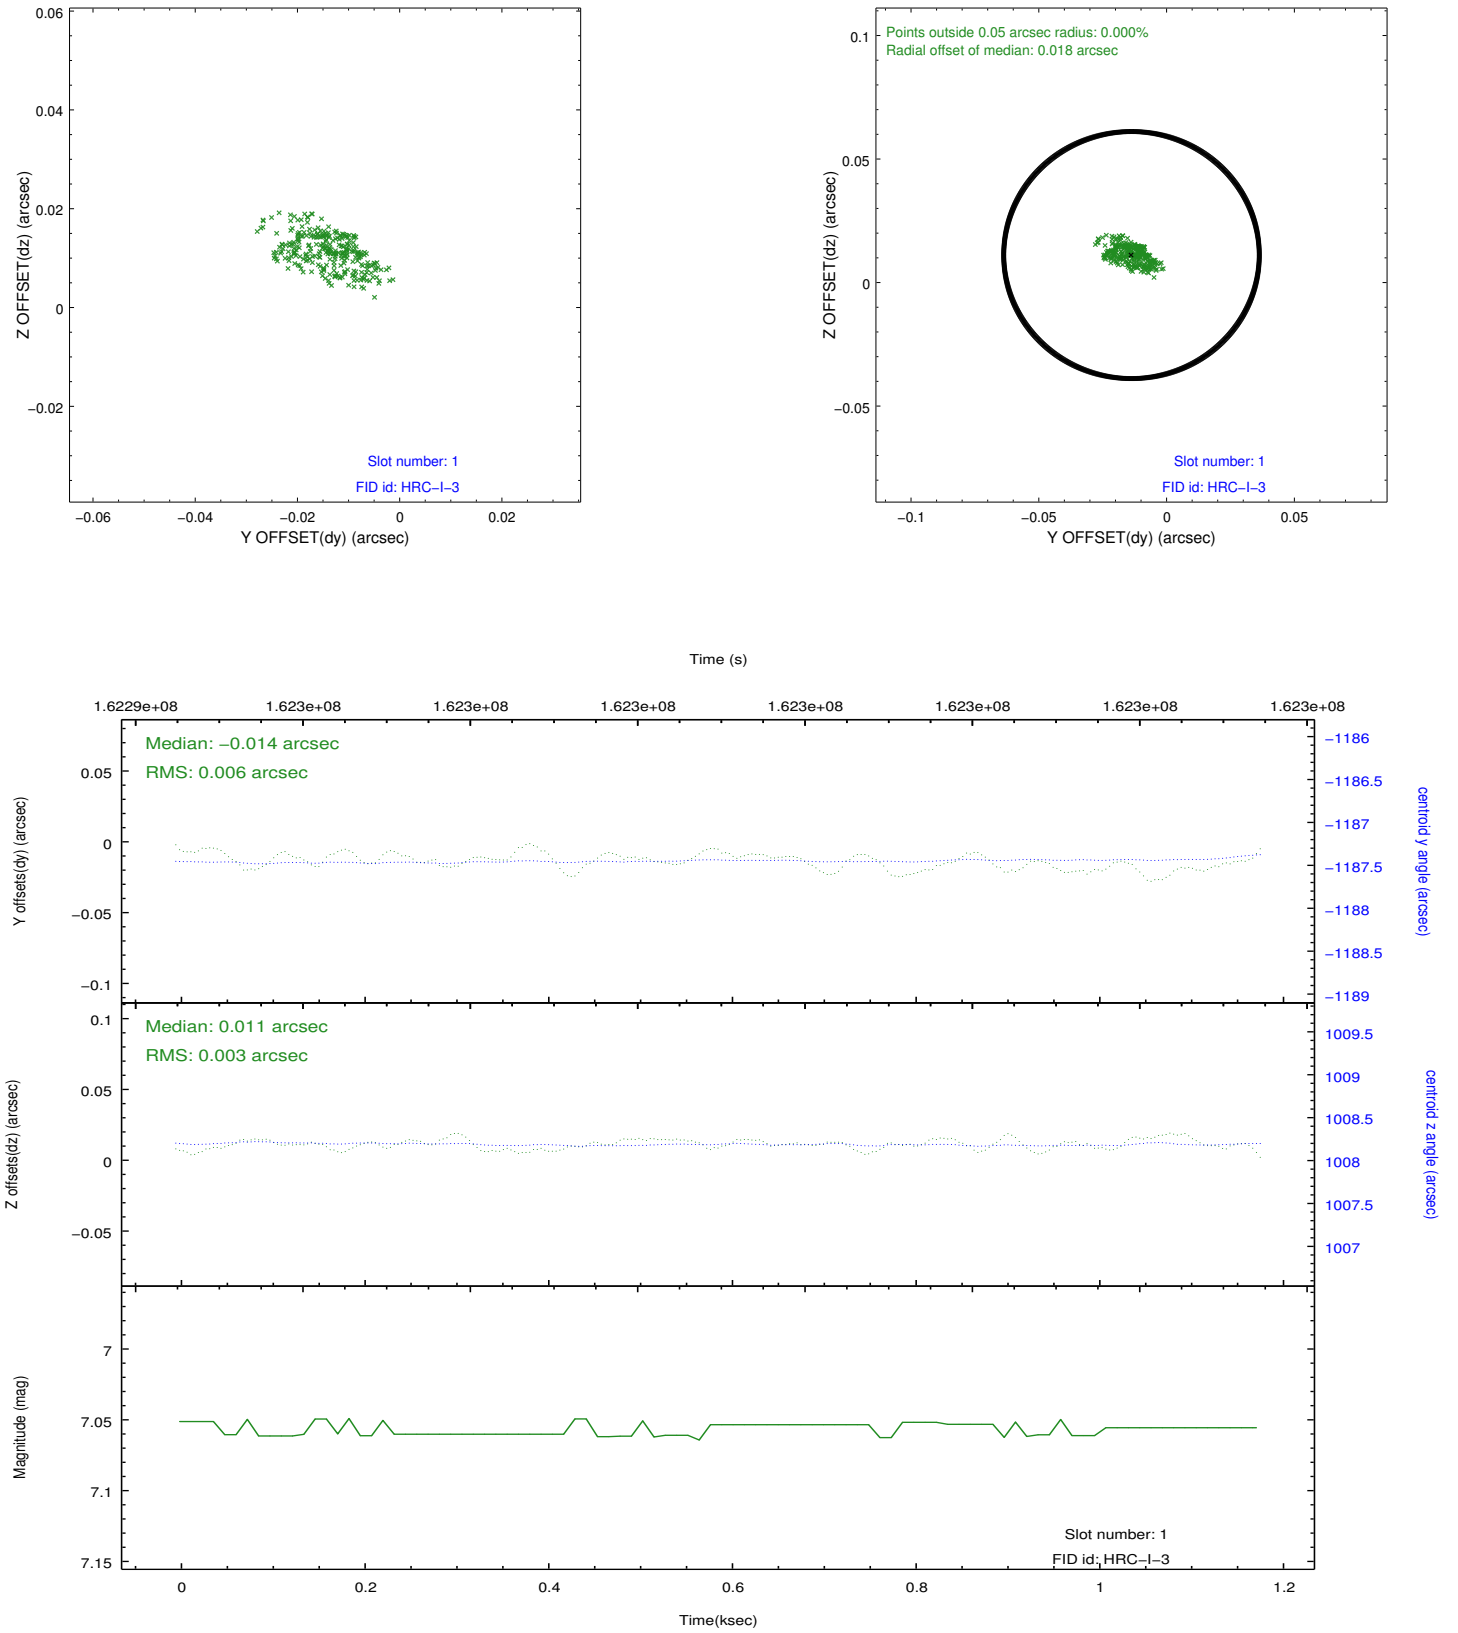 0.06
0.04
0.02
0
−0.02
Z OFFSET(dz) (arcsec)
Slot number: 1
FID id: HRC−I−3
−0.06
−0.04
−0.02
0
0.02
Y OFFSET(dy) (arcsec)
Points outside 0.05 arcsec radius: 0.000%
Radial offset of median: 0.018 arcsec
0.1
0.05
0
−0.05
Z OFFSET(dz) (arcsec)
Slot number: 1
FID id: HRC−I−3
−0.1
−0.05
0
0.05
Y OFFSET(dy) (arcsec)
Time (s)
1.6229e+08
1.623e+08
1.623e+08
1.623e+08
1.623e+08
1.623e+08
1.623e+08
1.623e+08
Median: −0.014 arcsec
RMS: 0.006 arcsec
0.05
0
−0.05
−0.1
Y offsets(dy) (arcsec)
−1186
−1186.5
−1187
−1187.5
−1188
−1188.5
−1189
centroid y angle (arcsec)
Median: 0.011 arcsec
RMS: 0.003 arcsec
0.1
0.05
0
−0.05
Z offsets(dz) (arcsec)
1009.5
1009
1008.5
1008
1007.5
1007
centroid z angle (arcsec)
7
7.05
7.1
7.15
Magnitude (mag)
Slot number: 1
FID id: HRC−I−3
0
0.2
0.4
0.6
0.8
1
1.2
Time(ksec)